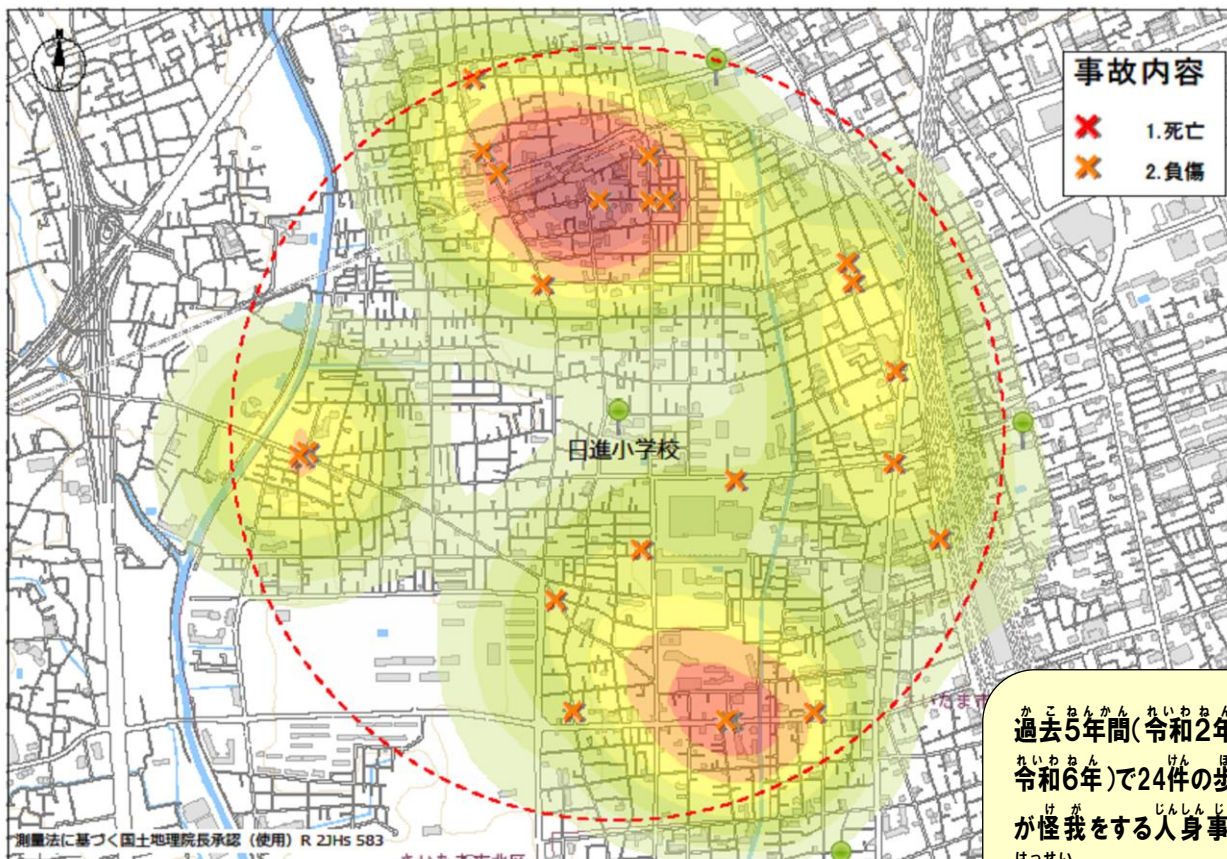 事故内容
1.死亡
2.負傷
日進小学校
過去5年間(令和2年
令和6年)で24件の歩
が怪我をする人身事
測量法に基づく国土地理院長承認(使用)R 2JHs 583